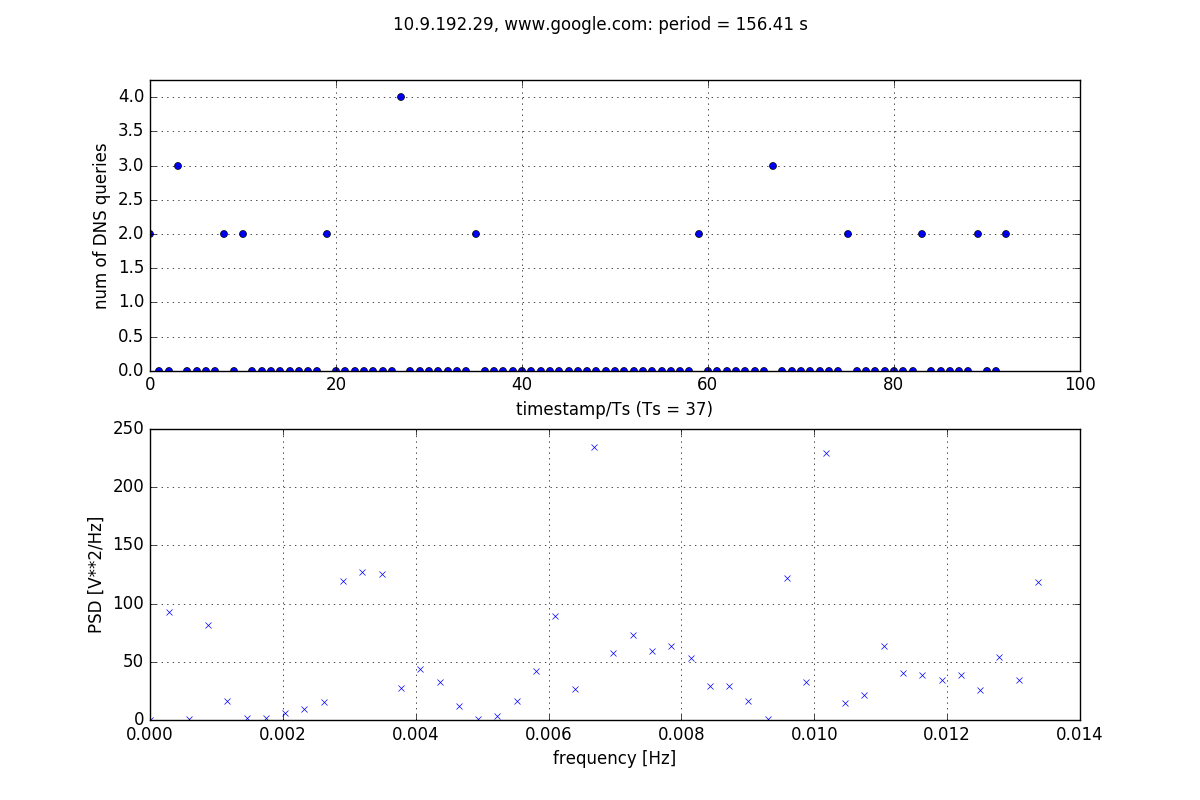 10.9.192.29, www.google.com: period = 156.41 s
4.0
3.5
3.0
2.5
2.0
1.5
1.0
0.5
0.0
num of DNS queries
0 20 40 60 80 100
timestamp/Ts (Ts = 37)
250
200
150
100
50
0
PSD [V**2/Hz]
0.000 0.002 0.004 0.006 0.008 0.010 0.012 0.014
frequency [Hz]